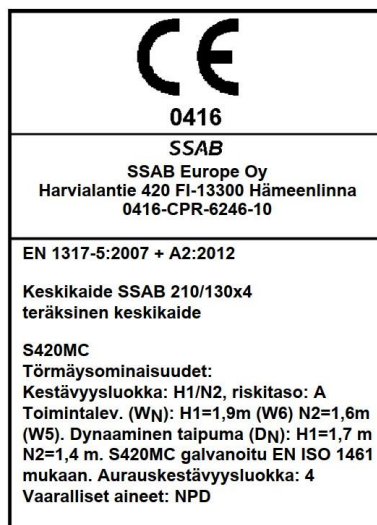 CE
0416
SSAB
SSAB Europe Oy
Harvialantie 420 FI-13300 Hämeenlinna
0416-CPR-6246-10
EN 1317-5:2007 + A2:2012
Keskikaide SSAB 210/130x4
teräksinen keskikaide
S420MC
Törmäysominaisuudet:
Kestävyysluokka: H1/N2, riskitaso: A
Toimintalev. (WN): H1=1,9m (W6) N2=1,6m
(W5). Dynaaminen taipuma (DN): H1=1,7 m
N2=1,4 m. S420MC galvanoitu EN ISO 1461
mukaan. Aurauskestävyysluokka: 4
Vaaralliset aineet: NPD